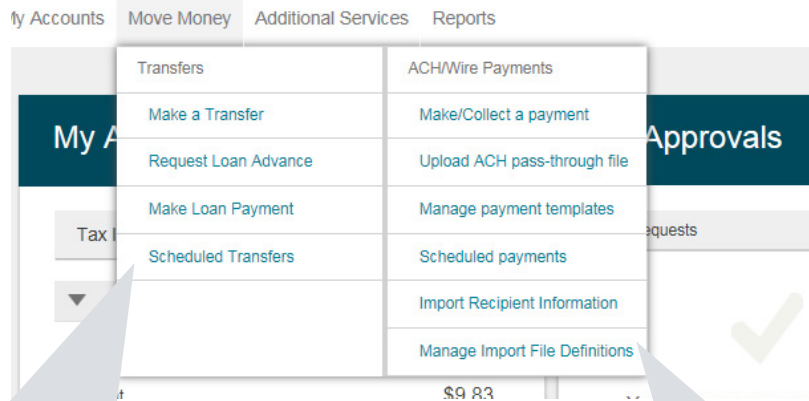 My Accounts Move Money Additional Services Reports
Transfers
Make a Transfer
Request Loan Advance
Make Loan Payment
Scheduled Transfers
ACH/Wire Payments
Make/Collect a payment
Upload ACH pass-through file
Manage payment templates
Scheduled payments
Import Recipient Information
Manage Import File Definitions
My A
Approvals
Tax
$9.83